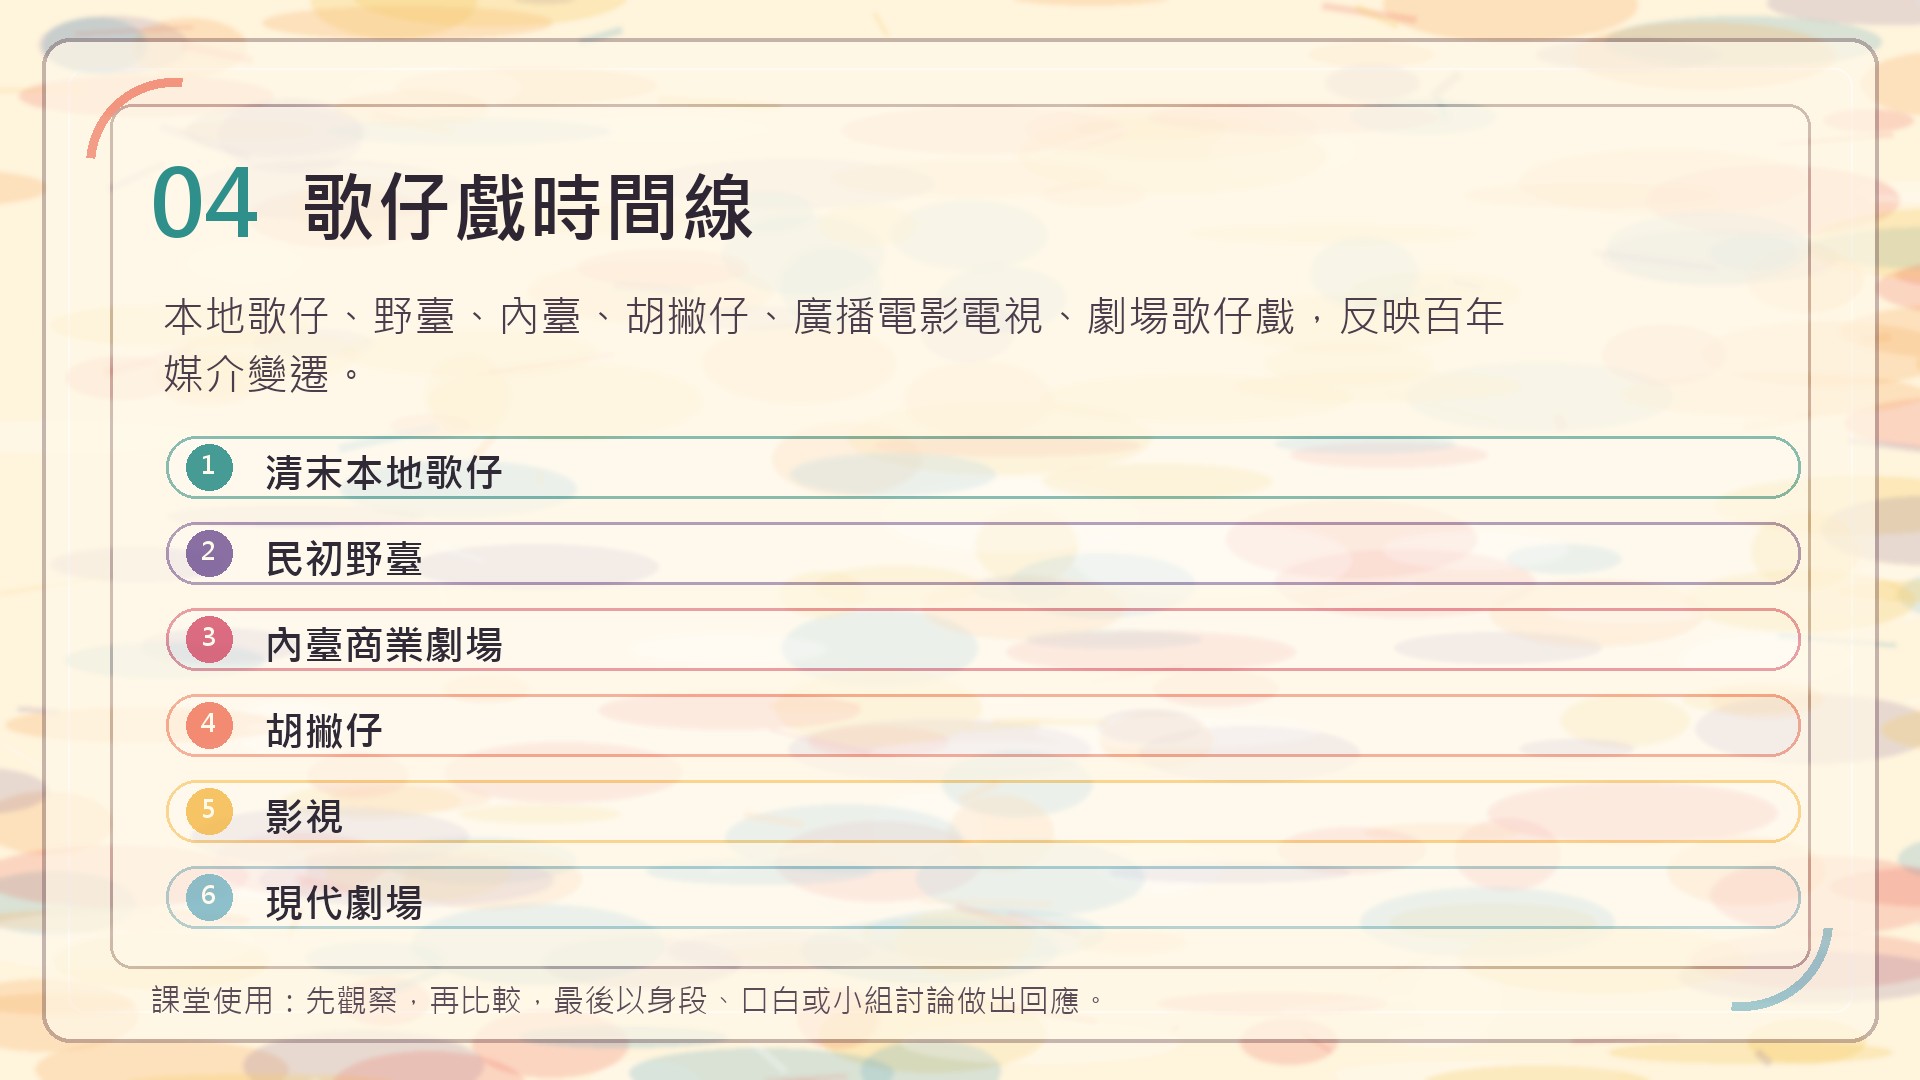 04 歌仔戲時間線
本地歌仔、野臺、內臺、胡撇仔、廣播電影電視、劇場歌仔戲，反映百年
媒介變遷。
1 清末本地歌仔
2 民初野臺
3 內臺商業劇場
4 胡撇仔
5 影視
6 現代劇場
課堂使用：先觀察，再比較，最後以身段、口白或小組討論做出回應。